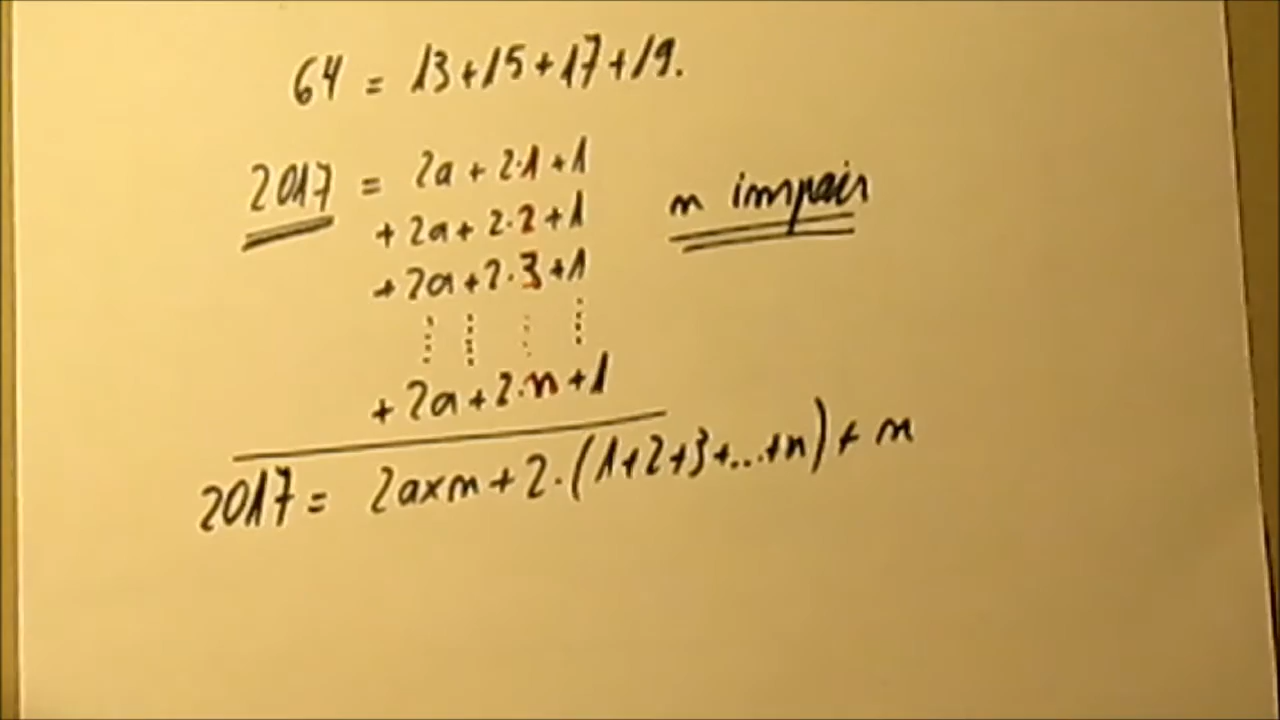 64 = 13+15+17+19.
2017 = 2a + 2·1 + 1
+ 2a + 2·2 + 1
n impair
+ 2a + 2·3 + 1
+ 2a + 2·n + 1
2017 = 2a×n + 2·(1+2+3+...+n) + n